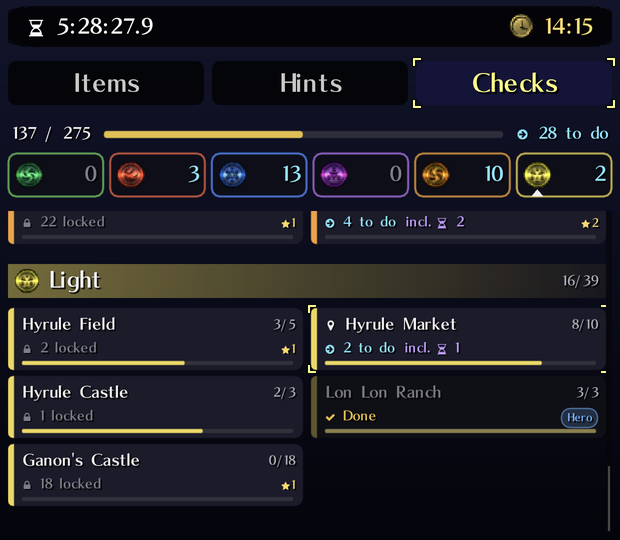 5:28:27.9 14:15
Items Hints Checks
137 / 275 28 to do
0 3 13 0 10 2
22 locked 1 4 to do incl. 2 2
Light 16/39
Hyrule Field 3/5
2 locked 1
Hyrule Market 8/10
2 to do incl. 1
Hyrule Castle 2/3
1 locked
Lon Lon Ranch 3/3
Done Hero
Ganon's Castle 0/18
18 locked 1